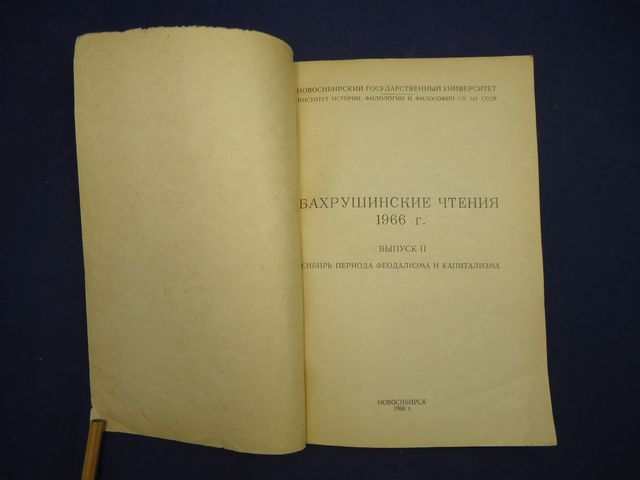 НОВОСИБИРСКИЙ ГОСУДАРСТВЕННЫЙ УНИВЕРСИТЕТ
ИНСТИТУТ ИСТОРИИ, ФИЛОЛОГИИ И ФИЛОСОФИИ СО АН СССР
БАХРУШИНСКИЕ ЧТЕНИЯ
1966 г.
ВЫПУСК II
СИБИРЬ ПЕРИОДА ФЕОДАЛИЗМА И КАПИТАЛИЗМА
НОВОСИБИРСК
1968 г.